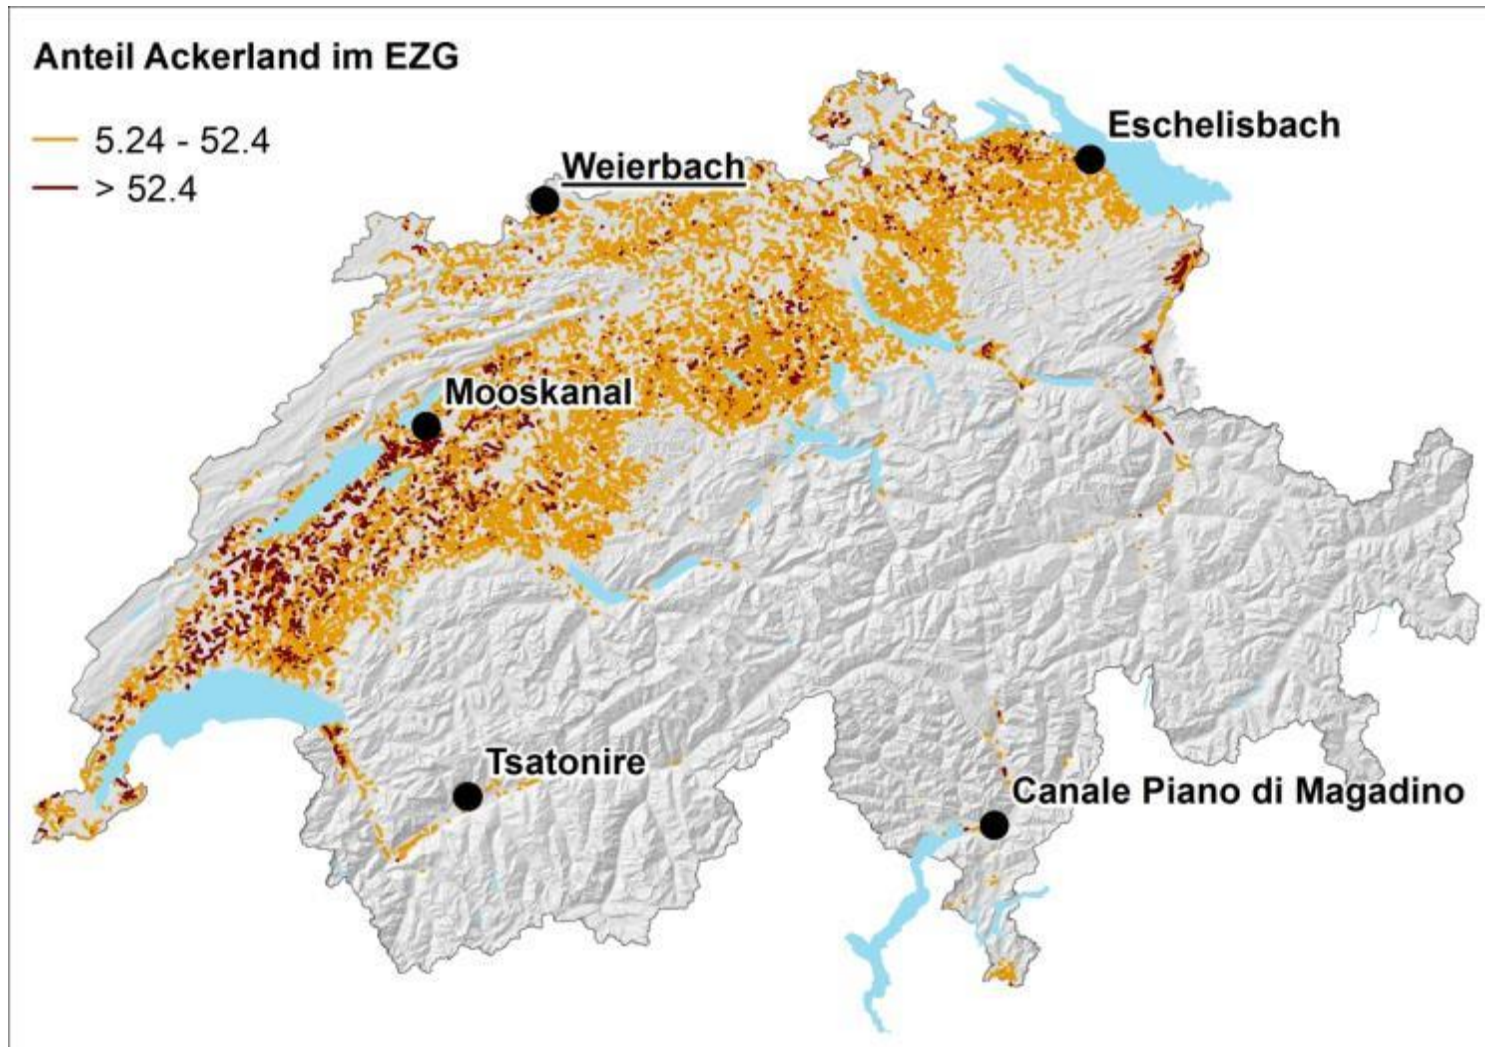 Anteil Ackerland im EZG
5.24 - 52.4
> 52.4
Eschelisbach
Weierbach
Mooskanal
Tsatonire
Canale Piano di Magadino